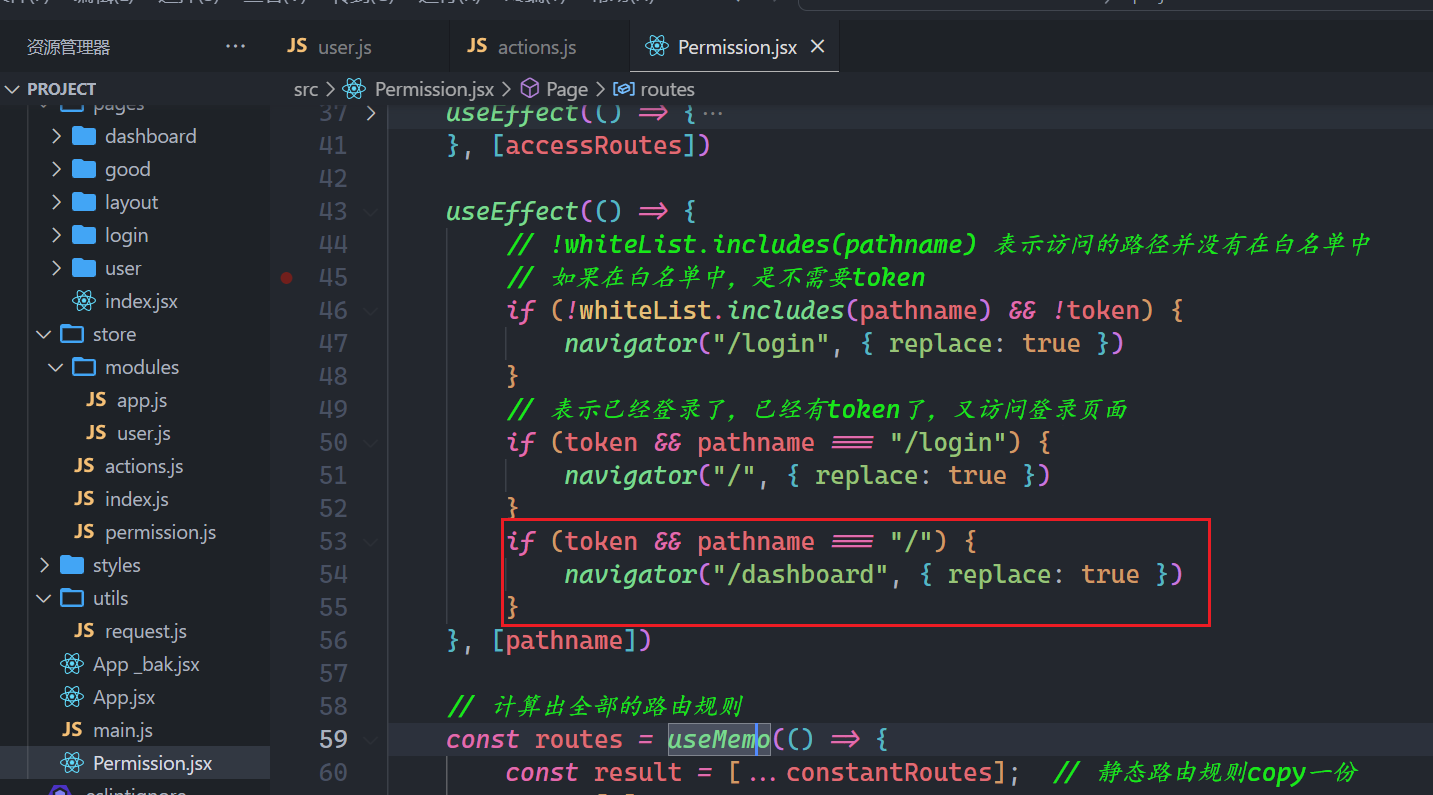 资源管理器 ···
JS user.js
JS actions.js
Permission.jsx ×
PROJECT
src > Permission.jsx > Page > routes
pages
dashboard
good
layout
login
user
index.jsx
store
modules
JS app.js
JS user.js
JS actions.js
JS index.js
JS permission.js
styles
utils
JS request.js
App _bak.jsx
App.jsx
JS main.js
Permission.jsx
.eslintignore
37 useEffect(() => { ···
41 }, [accessRoutes])
42
43 useEffect(() => {
44 // !whiteList.includes(pathname) 表示访问的路径并没有在白名单中
45 // 如果在白名单中，是不需要token
46 if (!whiteList.includes(pathname) && !token) {
47 navigator("/login", { replace: true })
48 }
49 // 表示已经登录了，已经有token了，又访问登录页面
50 if (token && pathname === "/login") {
51 navigator("/", { replace: true })
52 }
53 if (token && pathname === "/") {
54 navigator("/dashboard", { replace: true })
55 }
56 }, [pathname])
57
58 // 计算出全部的路由规则
59 const routes = useMemo(() => {
60 const result = [...constantRoutes]; // 静态路由规则copy一份